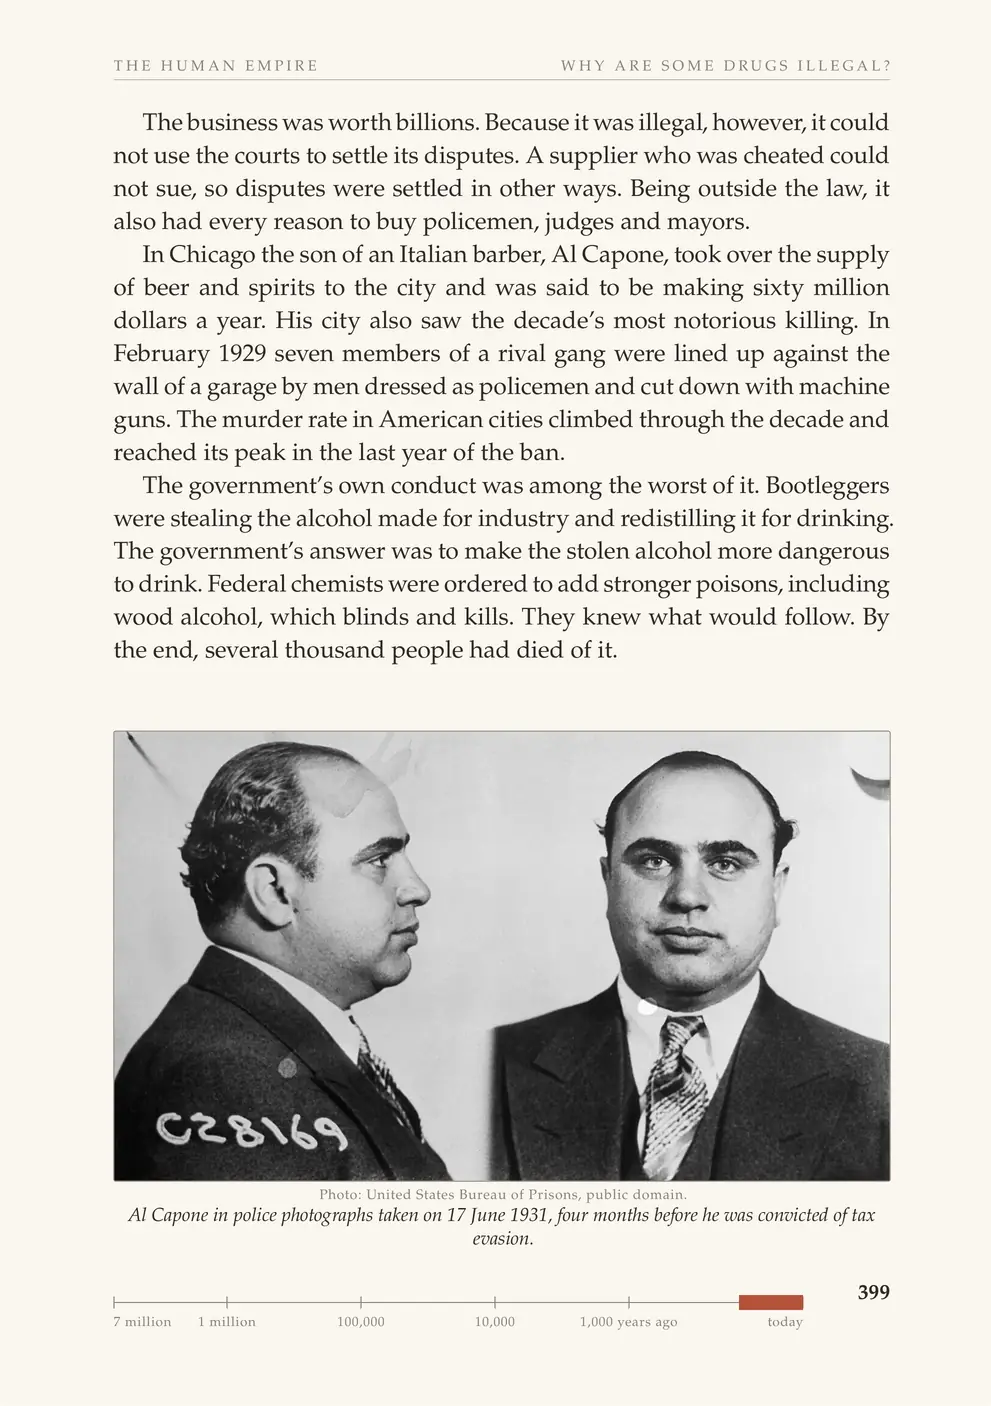 THE HUMAN EMPIRE
WHY ARE SOME DRUGS ILLEGAL?
The business was worth billions. Because it was illegal, however, it could
not use the courts to settle its disputes. A supplier who was cheated could
not sue, so disputes were settled in other ways. Being outside the law, it
also had every reason to buy policemen, judges and mayors.
In Chicago the son of an Italian barber, Al Capone, took over the supply
of beer and spirits to the city and was said to be making sixty million
dollars a year. His city also saw the decade’s most notorious killing. In
February 1929 seven members of a rival gang were lined up against the
wall of a garage by men dressed as policemen and cut down with machine
guns. The murder rate in American cities climbed through the decade and
reached its peak in the last year of the ban.
The government’s own conduct was among the worst of it. Bootleggers
were stealing the alcohol made for industry and redistilling it for drinking.
The government’s answer was to make the stolen alcohol more dangerous
to drink. Federal chemists were ordered to add stronger poisons, including
wood alcohol, which blinds and kills. They knew what would follow. By
the end, several thousand people had died of it.
C28169
Photo: United States Bureau of Prisons, public domain.
Al Capone in police photographs taken on 17 June 1931, four months before he was convicted of tax
evasion.
399
7 million 1 million 100,000 10,000 1,000 years ago today